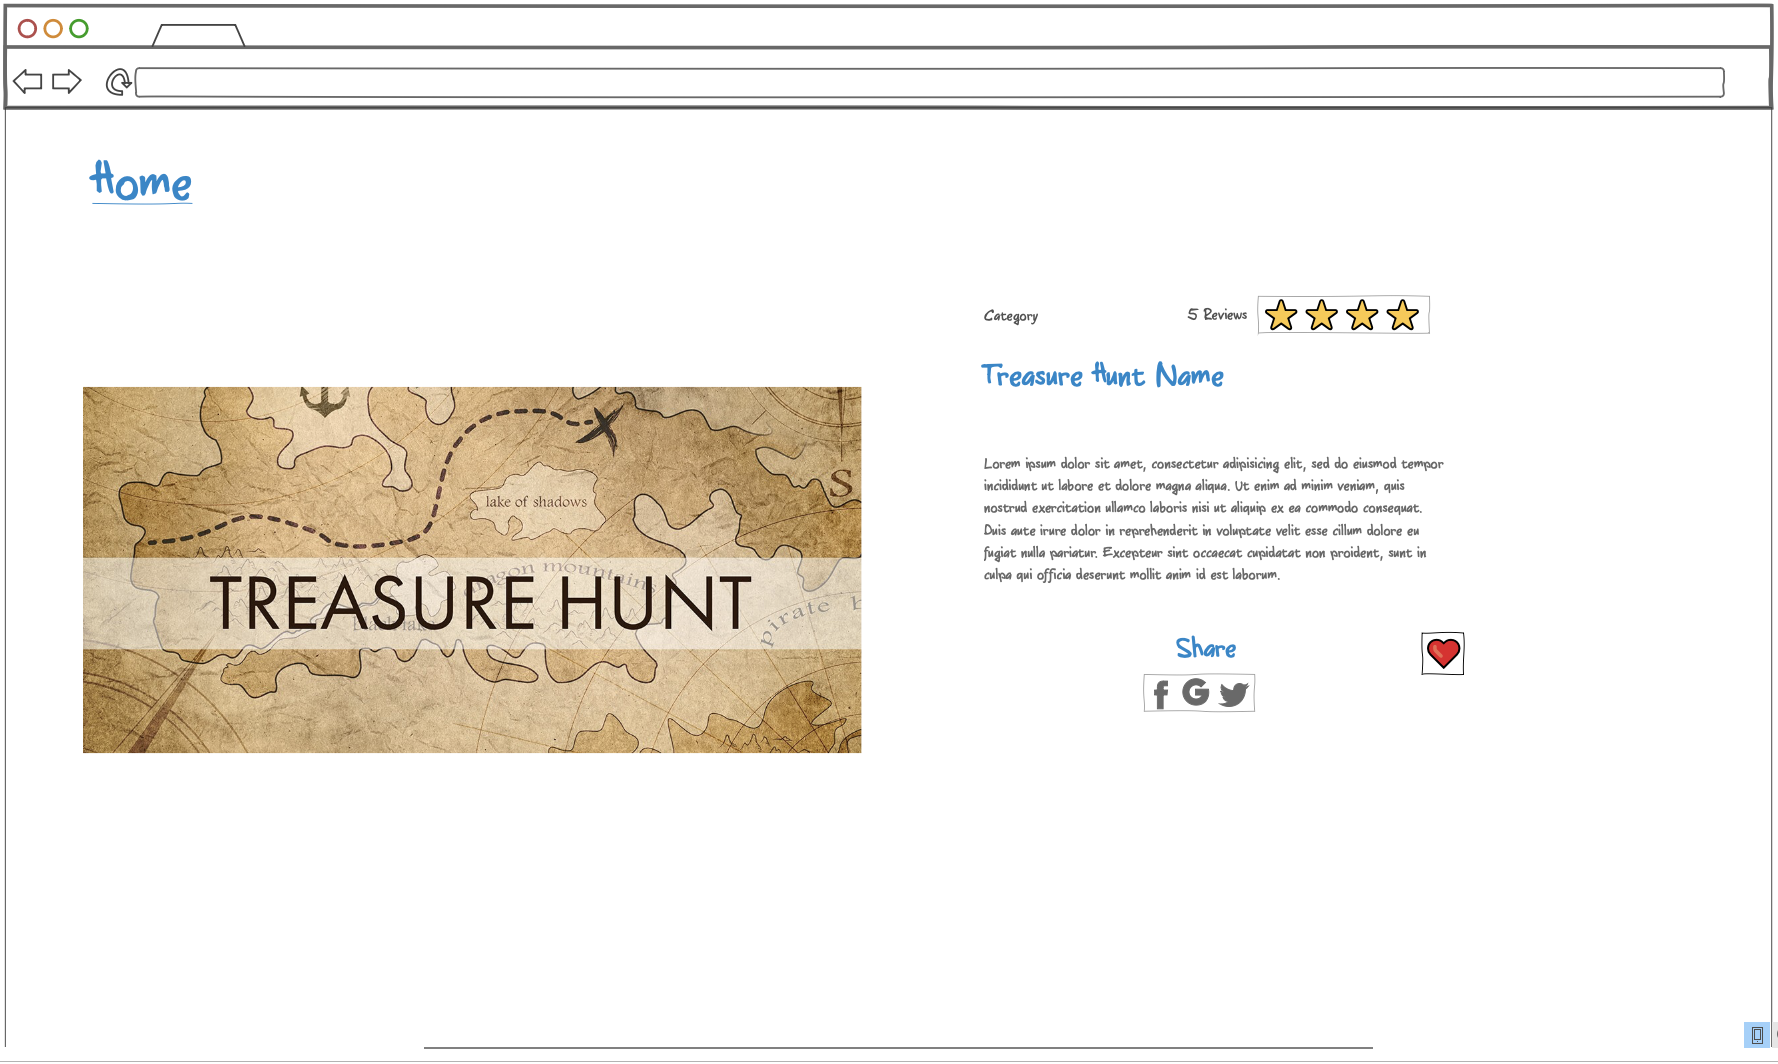 Home
Category
5 Reviews
Treasure Hunt Name
lake of shadows
S
dragon mountains
TREASURE HUNT
pirate
Lorem ipsum dolor sit amet, consectetur adipisicing elit, sed do eiusmod tempor
incididunt ut labore et dolore magna aliqua. Ut enim ad minim veniam, quis
nostrud exercitation ullamco laboris nisi ut aliquip ex ea commodo consequat.
Duis aute irure dolor in reprehenderit in voluptate velit esse cillum dolore eu
fugiat nulla pariatur. Excepteur sint occaecat cupidatat non proident, sunt in
culpa qui officia deserunt mollit anim id est laborum.
Share